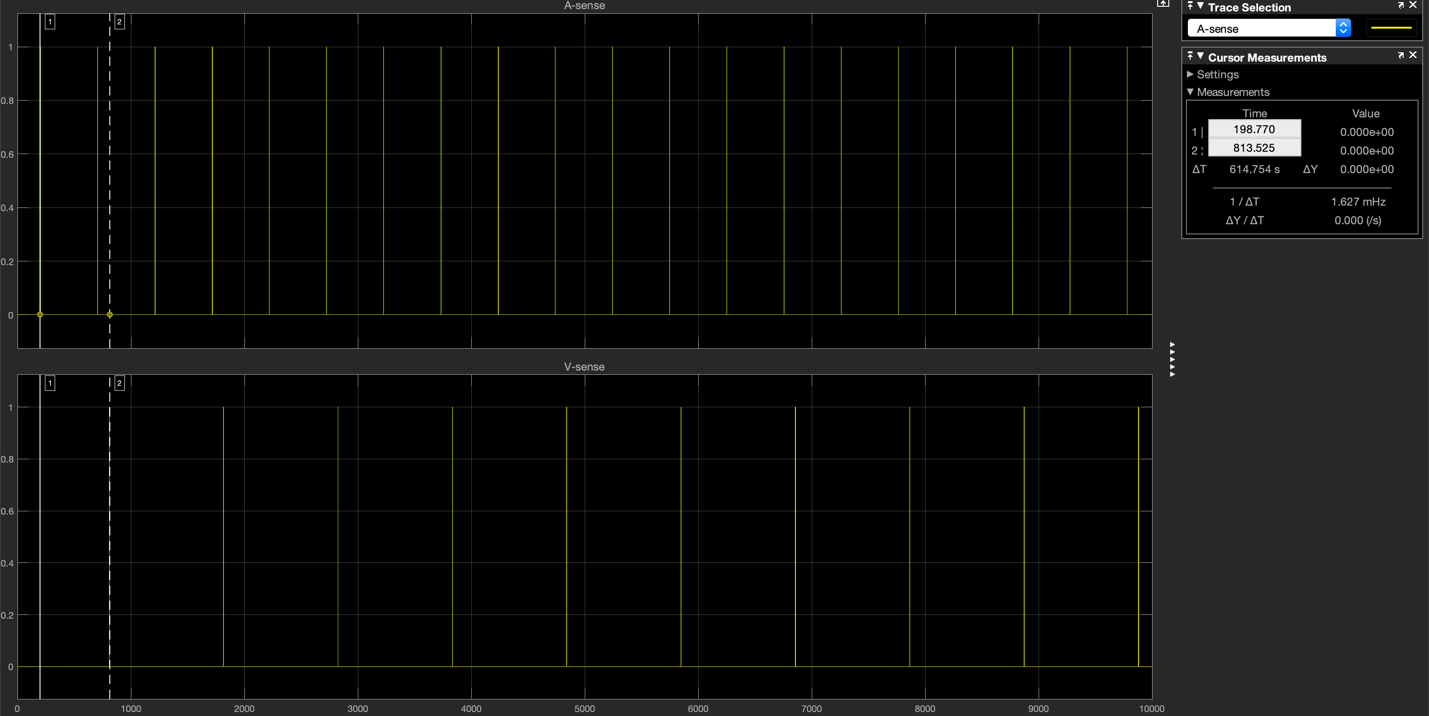 A-sense
1
2
1
0.8
0.6
0.4
0.2
0
V-sense
1
2
1
0.8
0.6
0.4
0.2
0
0 1000 2000 3000 4000 5000 6000 7000 8000 9000 10000
Trace Selection
A-sense
Cursor Measurements
Settings
Measurements
Time Value
1 | 198.770 0.000e+00
2 ¦ 813.525 0.000e+00
ΔT 614.754 s ΔY 0.000e+00
1 / ΔT 1.627 mHz
ΔY / ΔT 0.000 (/s)